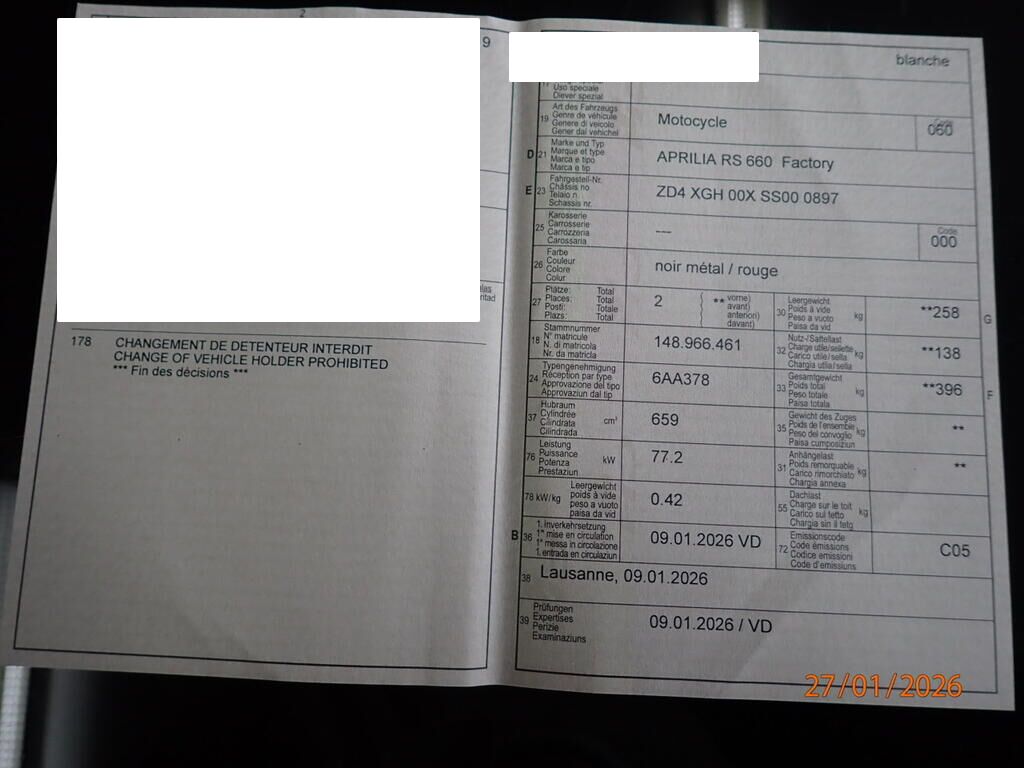 2
9
blanche
Uso speciale
Diever spezial
19 Art des Fahrzeugs
Genre de véhicule
Genere di veicolo
Gener dal vehichel
Motocycle
Code
060
D 21 Marke und Typ
Marque et type
Marca e tipo
Marca e tip
APRILIA RS 660 Factory
E 23 Fahrgestell-Nr.
Châssis no
Telaio n.
Schassis nr.
ZD4 XGH 00X SS00 0897
25 Karosserie
Carrosserie
Carrozzeria
Carossaria
---
Code
000
26 Farbe
Couleur
Colore
Colur
noir métal / rouge
27 Plätze: Total
Places: Total
Posti: Totale
Plazs: Total
2
** vorne)
avant)
anteriori)
davant)
30 Leergewicht
Poids à vide
Peso a vuoto
Paisa da vid
kg
**258
G
18 Stammnummer
N° matricule
N. di matricola
Nr. da matricla
148.966.461
32 Nutz-/Sattellast
Charge utile/sellette
Carico utile/sella
Chargia utila/sella
kg
**138
24 Typengenehmigung
Réception par type
Approvazione del tipo
Approvaziun dal tip
6AA378
33 Gesamtgewicht
Poids total
Peso totale
Paisa totala
kg
**396
F
37 Hubraum
Cylindrée
Cilindrata
Cilindrada
cm³
659
35 Gewicht des Zuges
Poids de l'ensemble
Peso del convoglio
Paisa cumposiziun
kg
**
76 Leistung
Puissance
Potenza
Prestaziun
kW
77.2
31 Anhängelast
Poids remorquable
Carico rimorchiato
Chargia annexa
kg
**
78 kW/kg Leergewicht
poids à vide
peso a vuoto
paisa da vid
0.42
55 Dachlast
Charge sur le toit
Carico sul tetto
Chargia sin il tetg
kg
B 36 1. Inverkehrsetzung
1re mise en circulation
1a messa in circolazione
1. entrada en circulaziun
09.01.2026 VD
72 Emissionscode
Code émissions
Codice emissioni
Code d'emissiuns
C05
38 Lausanne, 09.01.2026
39 Prüfungen
Expertises
Perizie
Examinaziuns
09.01.2026 / VD
178 CHANGEMENT DE DETENTEUR INTERDIT
CHANGE OF VEHICLE HOLDER PROHIBITED
*** Fin des décisions ***
27/01/2026